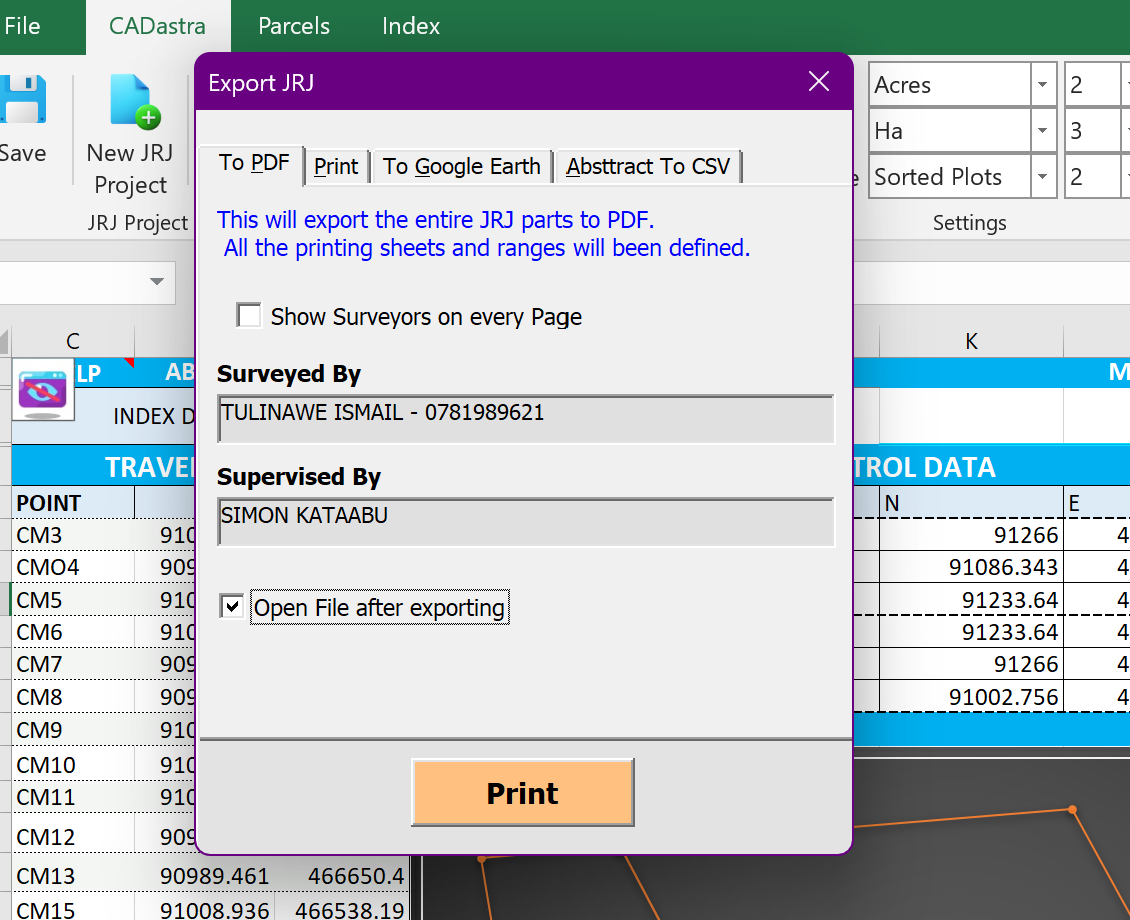 File CADastra Parcels Index
Export JRJ
Acres 2
Save New JRJ Project
Ha 3
Sorted Plots 2
JRJ Project
Settings
To PDF Print To Google Earth Absttract To CSV
This will export the entire JRJ parts to PDF.
All the printing sheets and ranges will been defined.
Show Surveyors on every Page
Surveyed By
TULINAWE ISMAIL - 0781989621
Supervised By
SIMON KATAABU
Open File after exporting
Print
C K
LP AB M
INDEX D
TRAVE TROL DATA
POINT N E
CM3 910 91266 4
CMO4 909 91086.343 4
CM5 910 91233.64 4
CM6 910 91233.64 4
CM7 909 91266 4
CM8 909 91002.756 4
CM9 910
CM10 910
CM11 910
CM12 909
CM13 90989.461 466650.4
CM15 91008.936 466538.19